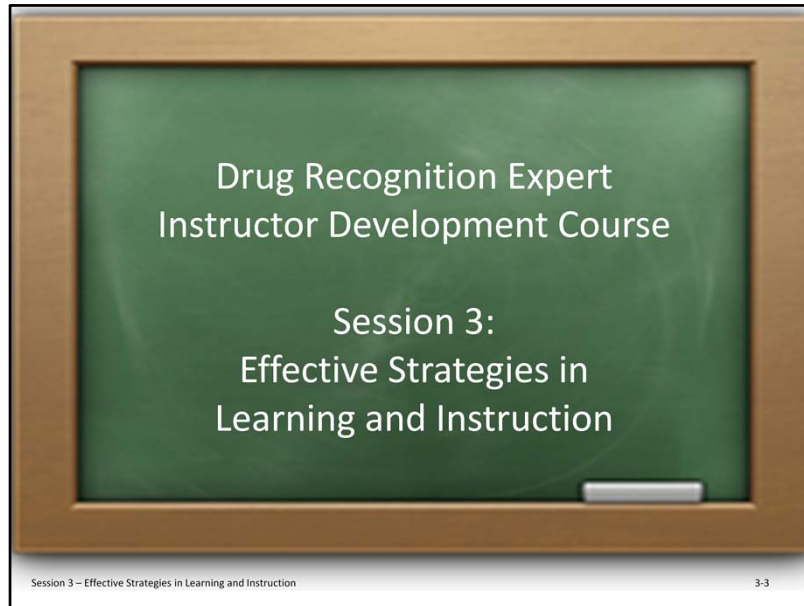 Drug Recognition Expert
Instructor Development Course
Session 3:
Effective Strategies in
Learning and Instruction
Session 3 – Effective Strategies in Learning and Instruction
3-3